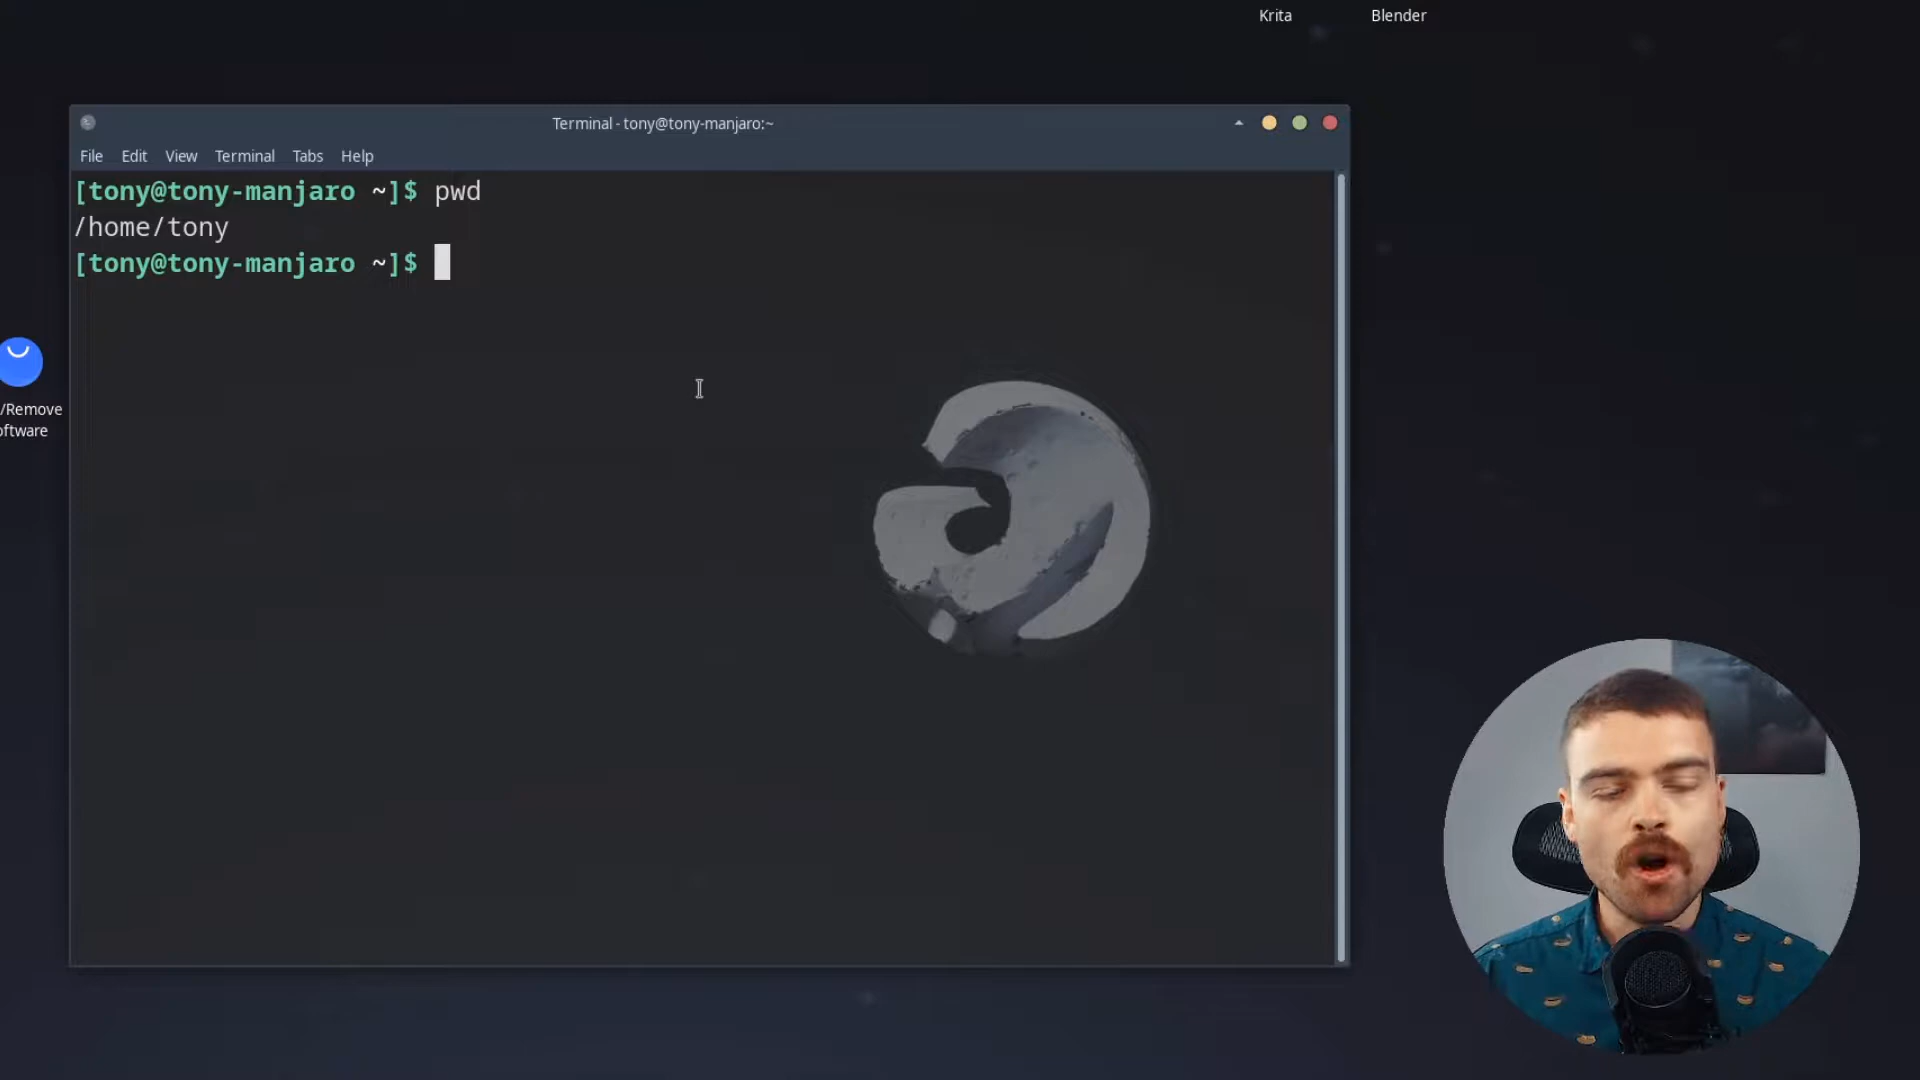 Krita Blender
Terminal - tony@tony-manjaro:~
File Edit View Terminal Tabs Help
[tony@tony-manjaro ~]$ pwd
/home/tony
[tony@tony-manjaro ~]$
/Remove
oftware